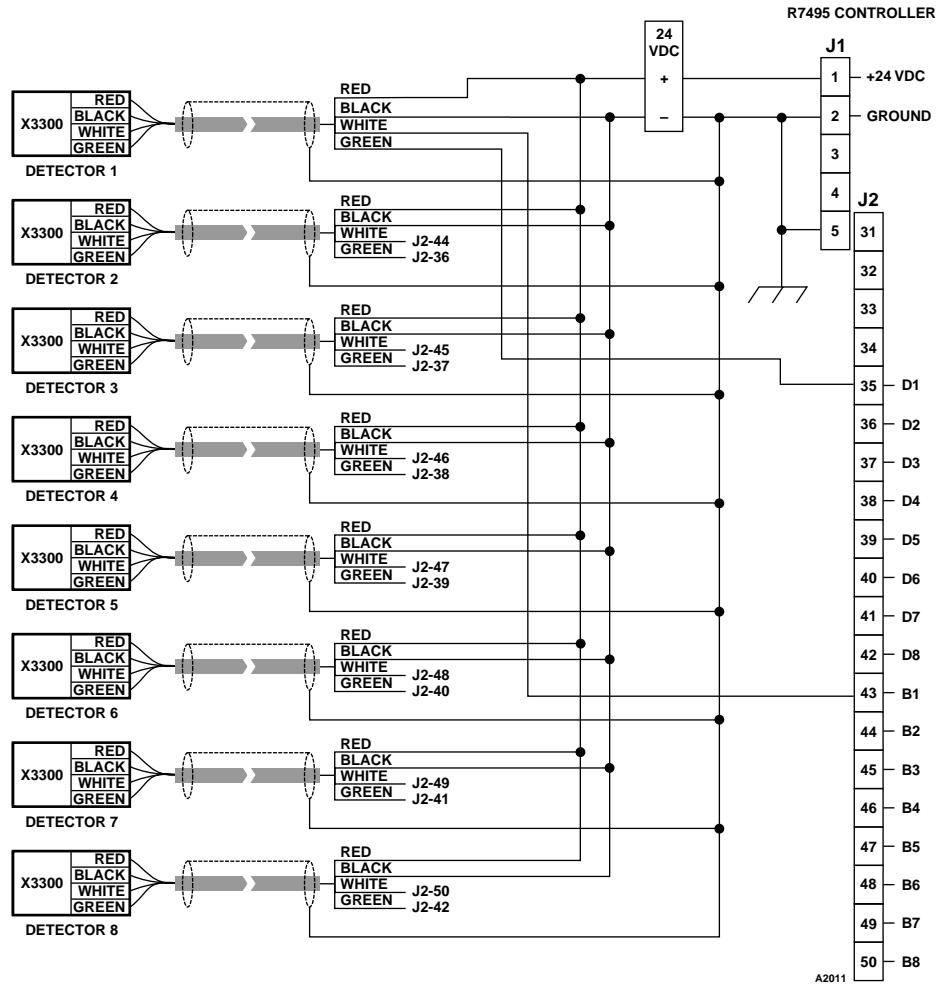 R7495 CONTROLLER
24
VDC
+
–
J1
1
+24 VDC
2
GROUND
3
4
5
J2
31
32
33
34
35
D1
36
D2
37
D3
38
D4
39
D5
40
D6
41
D7
42
D8
43
B1
44
B2
45
B3
46
B4
47
B5
48
B6
49
B7
50
B8
X3300
RED
BLACK
WHITE
GREEN
DETECTOR 1
RED
BLACK
WHITE
GREEN
X3300
RED
BLACK
WHITE
GREEN
DETECTOR 2
RED
BLACK
WHITE J2-44
GREEN J2-36
X3300
RED
BLACK
WHITE
GREEN
DETECTOR 3
RED
BLACK
WHITE J2-45
GREEN J2-37
X3300
RED
BLACK
WHITE
GREEN
DETECTOR 4
RED
BLACK
WHITE J2-46
GREEN J2-38
X3300
RED
BLACK
WHITE
GREEN
DETECTOR 5
RED
BLACK
WHITE J2-47
GREEN J2-39
X3300
RED
BLACK
WHITE
GREEN
DETECTOR 6
RED
BLACK
WHITE J2-48
GREEN J2-40
X3300
RED
BLACK
WHITE
GREEN
DETECTOR 7
RED
BLACK
WHITE J2-49
GREEN J2-41
X3300
RED
BLACK
WHITE
GREEN
DETECTOR 8
RED
BLACK
WHITE J2-50
GREEN J2-42
A2011